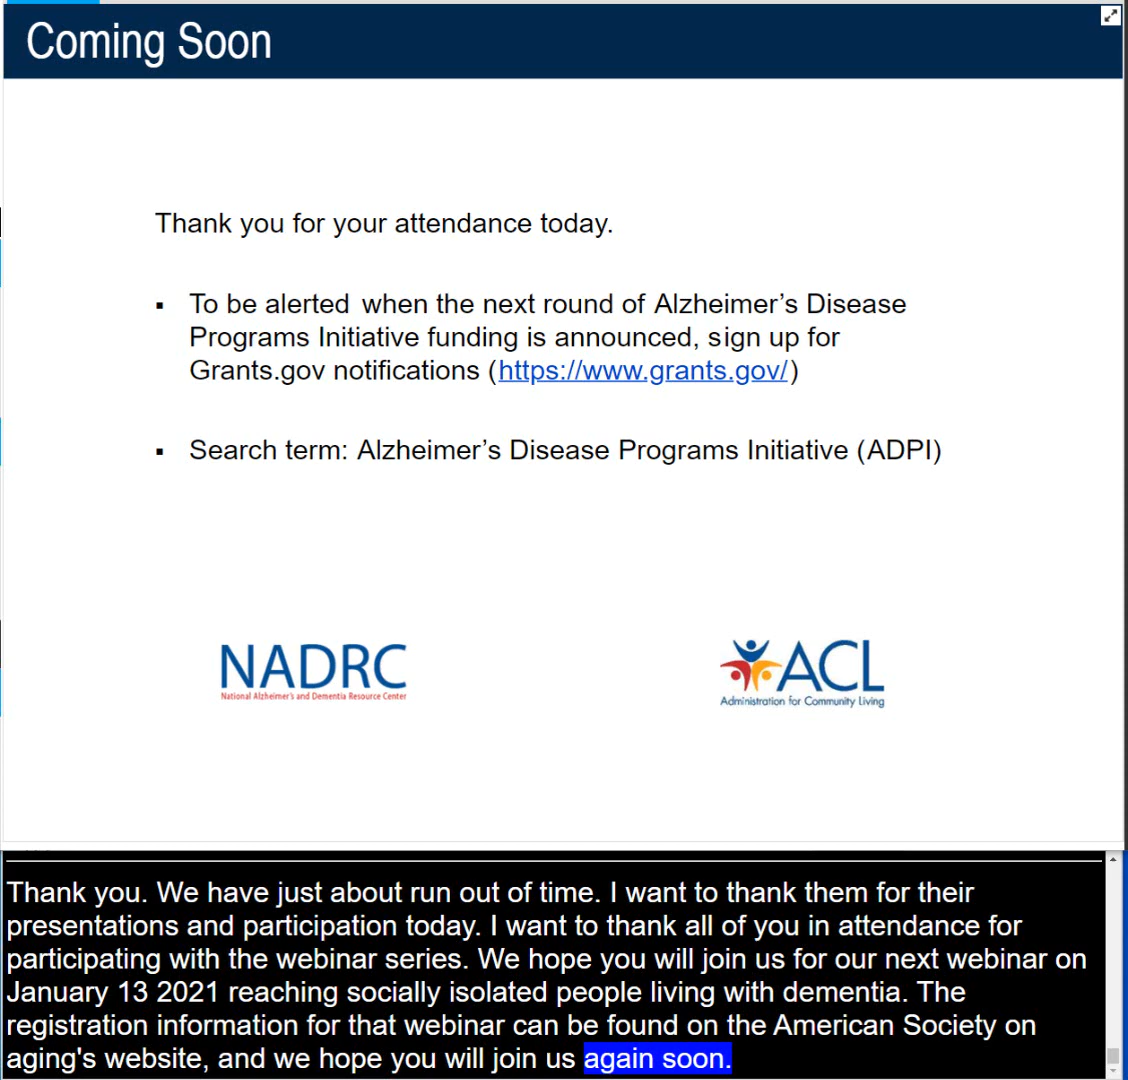 Coming Soon
Thank you for your attendance today.
▪ To be alerted when the next round of Alzheimer’s Disease
Programs Initiative funding is announced, sign up for
Grants.gov notifications (https://www.grants.gov/)
▪ Search term: Alzheimer’s Disease Programs Initiative (ADPI)
NADRC
National Alzheimer's and Dementia Resource Center
ACL
Administration for Community Living
Thank you. We have just about run out of time. I want to thank them for their
presentations and participation today. I want to thank all of you in attendance for
participating with the webinar series. We hope you will join us for our next webinar on
January 13 2021 reaching socially isolated people living with dementia. The
registration information for that webinar can be found on the American Society on
aging's website, and we hope you will join us again soon.